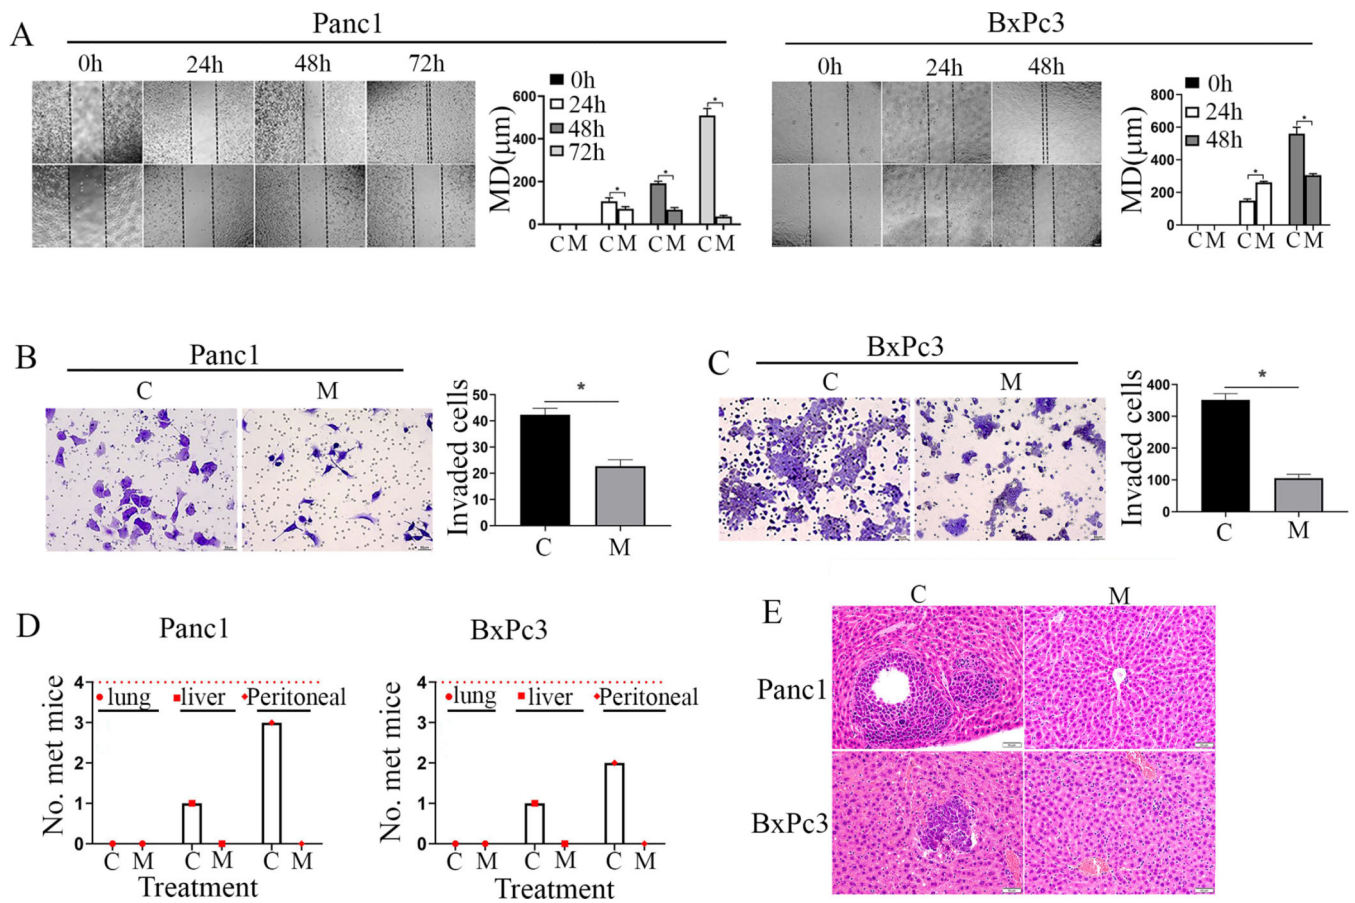 A
Panc1
0h 24h 48h 72h
0h
24h
48h
72h
MD(μm)
600
400
200
0
C M C M C M C M
* * *
BxPc3
0h 24h 48h
0h
24h
48h
MD(μm)
800
600
400
200
0
C M C M C M
* *
B
Panc1
C M
Invaded cells
50
40
30
20
10
0
*
C M
C
BxPc3
C M
Invaded cells
400
300
200
100
0
*
C M
D
Panc1
No. met mice
4
3
2
1
0
lung liver Peritoneal
C M C M C M
Treatment
BxPc3
No. met mice
4
3
2
1
0
lung liver Peritoneal
C M C M C M
Treatment
E
C M
Panc1
BxPc3